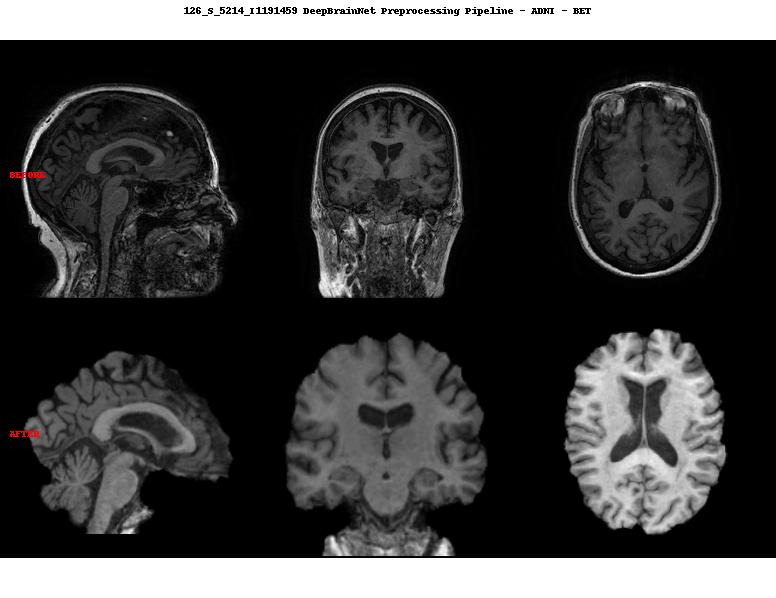 126_S_5214_I1191459 DeepBrainNet Preprocessing Pipeline - ADNI - BET
BEFORE
AFTER